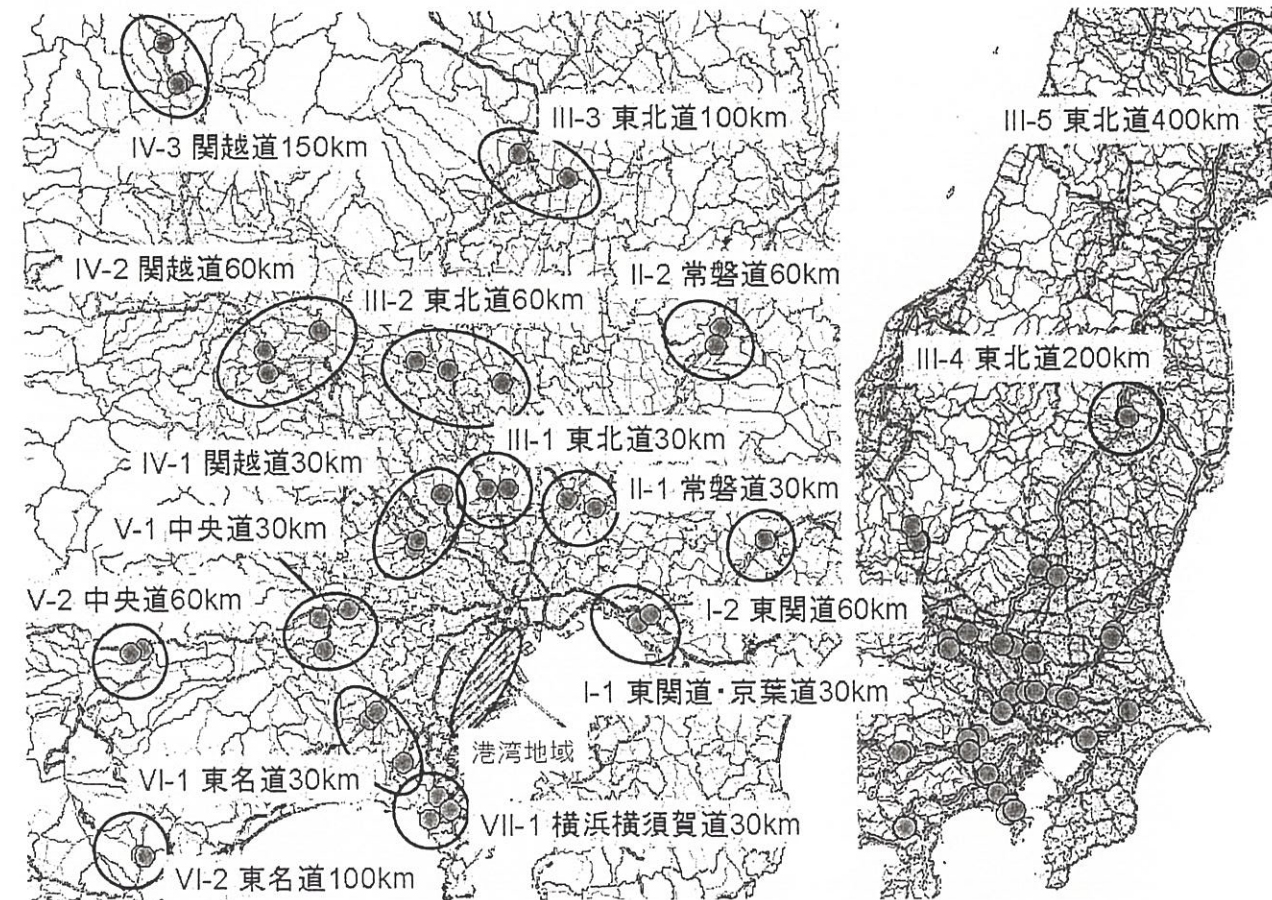 III-3 東北道100km
III-5 東北道400km
IV-3 関越道150km
IV-2 関越道60km
II-2 常磐道60km
III-2 東北道60km
III-4 東北道200km
III-1 東北道30km
IV-1 関越道30km
II-1 常磐道30km
V-1 中央道30km
V-2 中央道60km
I-2 東関道60km
I-1 東関道・京葉道30km
港湾地域
VI-1 東名道30km
VII-1 横浜横須賀道30km
VI-2 東名道100km